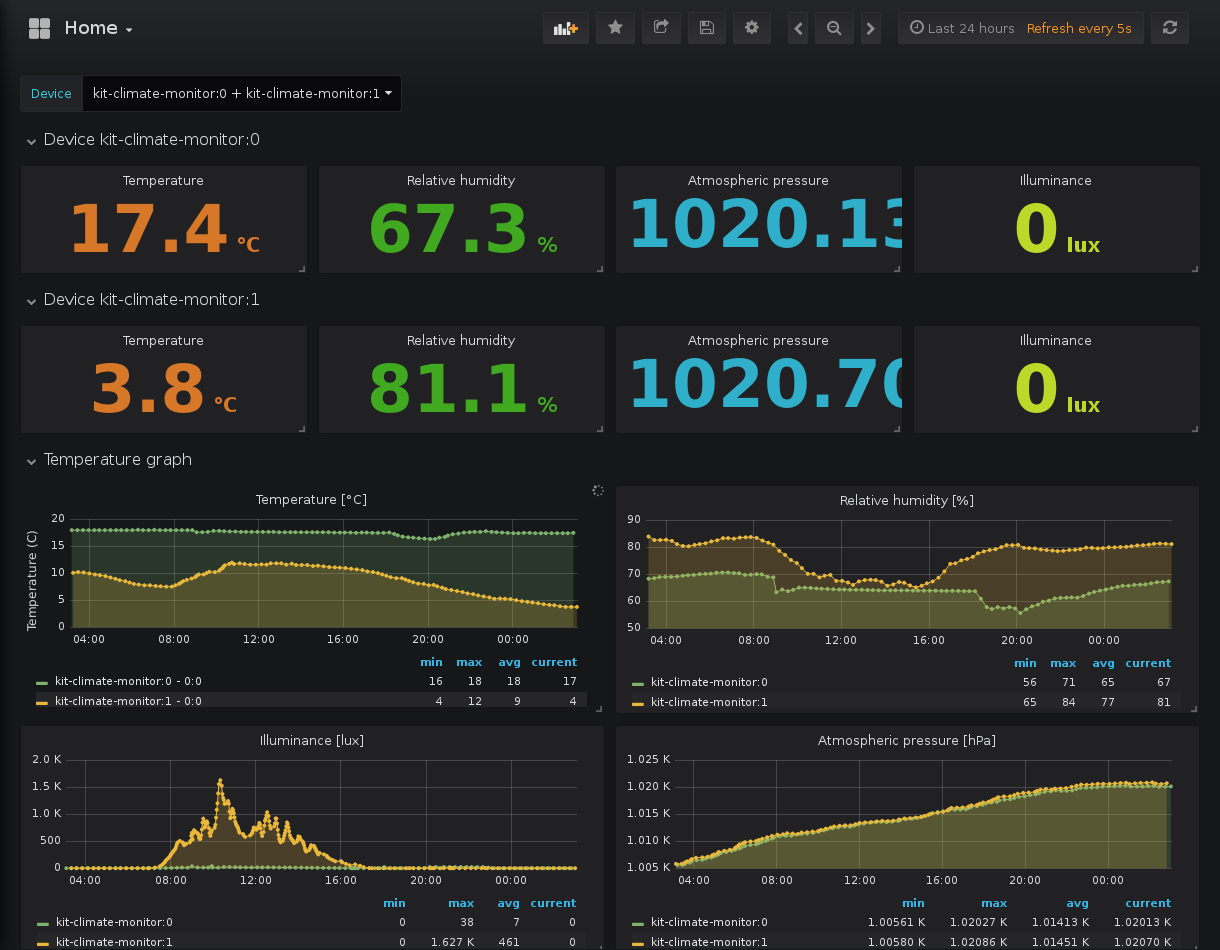 Home
Last 24 hours Refresh every 5s
Device kit-climate-monitor:0 + kit-climate-monitor:1
Device kit-climate-monitor:0
Temperature Relative humidity Atmospheric pressure Illuminance
17.4 °C 67.3 % 1020.13 0 lux
Device kit-climate-monitor:1
Temperature Relative humidity Atmospheric pressure Illuminance
3.8 °C 81.1 % 1020.70 0 lux
Temperature graph
Temperature [°C]
Temperature (C)
20
15
10
5
0
04:00 08:00 12:00 16:00 20:00 00:00
min max avg current
kit-climate-monitor:0 - 0:0 16 18 18 17
kit-climate-monitor:1 - 0:0 4 12 9 4
Relative humidity [%]
90
80
70
60
50
04:00 08:00 12:00 16:00 20:00 00:00
min max avg current
kit-climate-monitor:0 56 71 65 67
kit-climate-monitor:1 65 84 77 81
Illuminance [lux]
2.0 K
1.5 K
1.0 K
500
0
04:00 08:00 12:00 16:00 20:00 00:00
min max avg current
kit-climate-monitor:0 0 38 7 0
kit-climate-monitor:1 0 1.627 K 461 0
Atmospheric pressure [hPa]
1.025 K
1.020 K
1.015 K
1.010 K
1.005 K
04:00 08:00 12:00 16:00 20:00 00:00
min max avg current
kit-climate-monitor:0 1.00561 K 1.02027 K 1.01413 K 1.02013 K
kit-climate-monitor:1 1.00580 K 1.02086 K 1.01451 K 1.02070 K